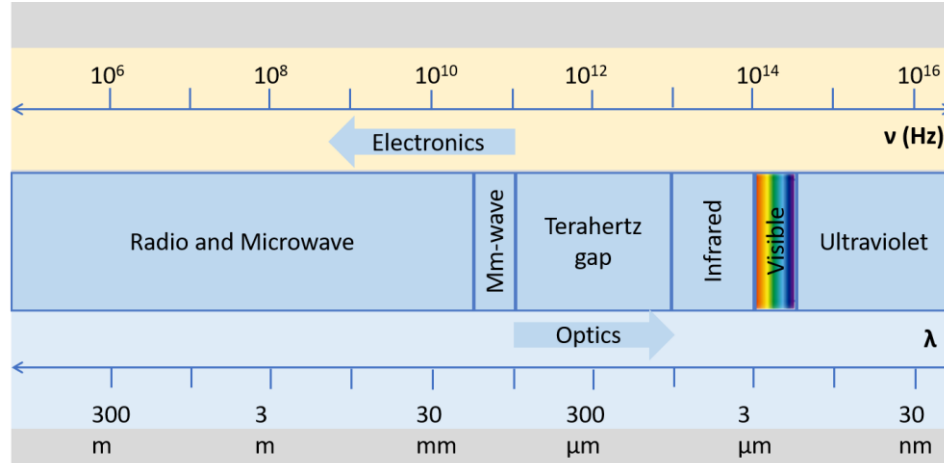 10⁶ 10⁸ 10¹⁰ 10¹² 10¹⁴ 10¹⁶
ν (Hz)
Electronics
Radio and Microwave
Mm-wave
Terahertz
gap
Infrared
Visible
Ultraviolet
Optics
λ
300 3 30 300 3 30
m m mm μm μm nm